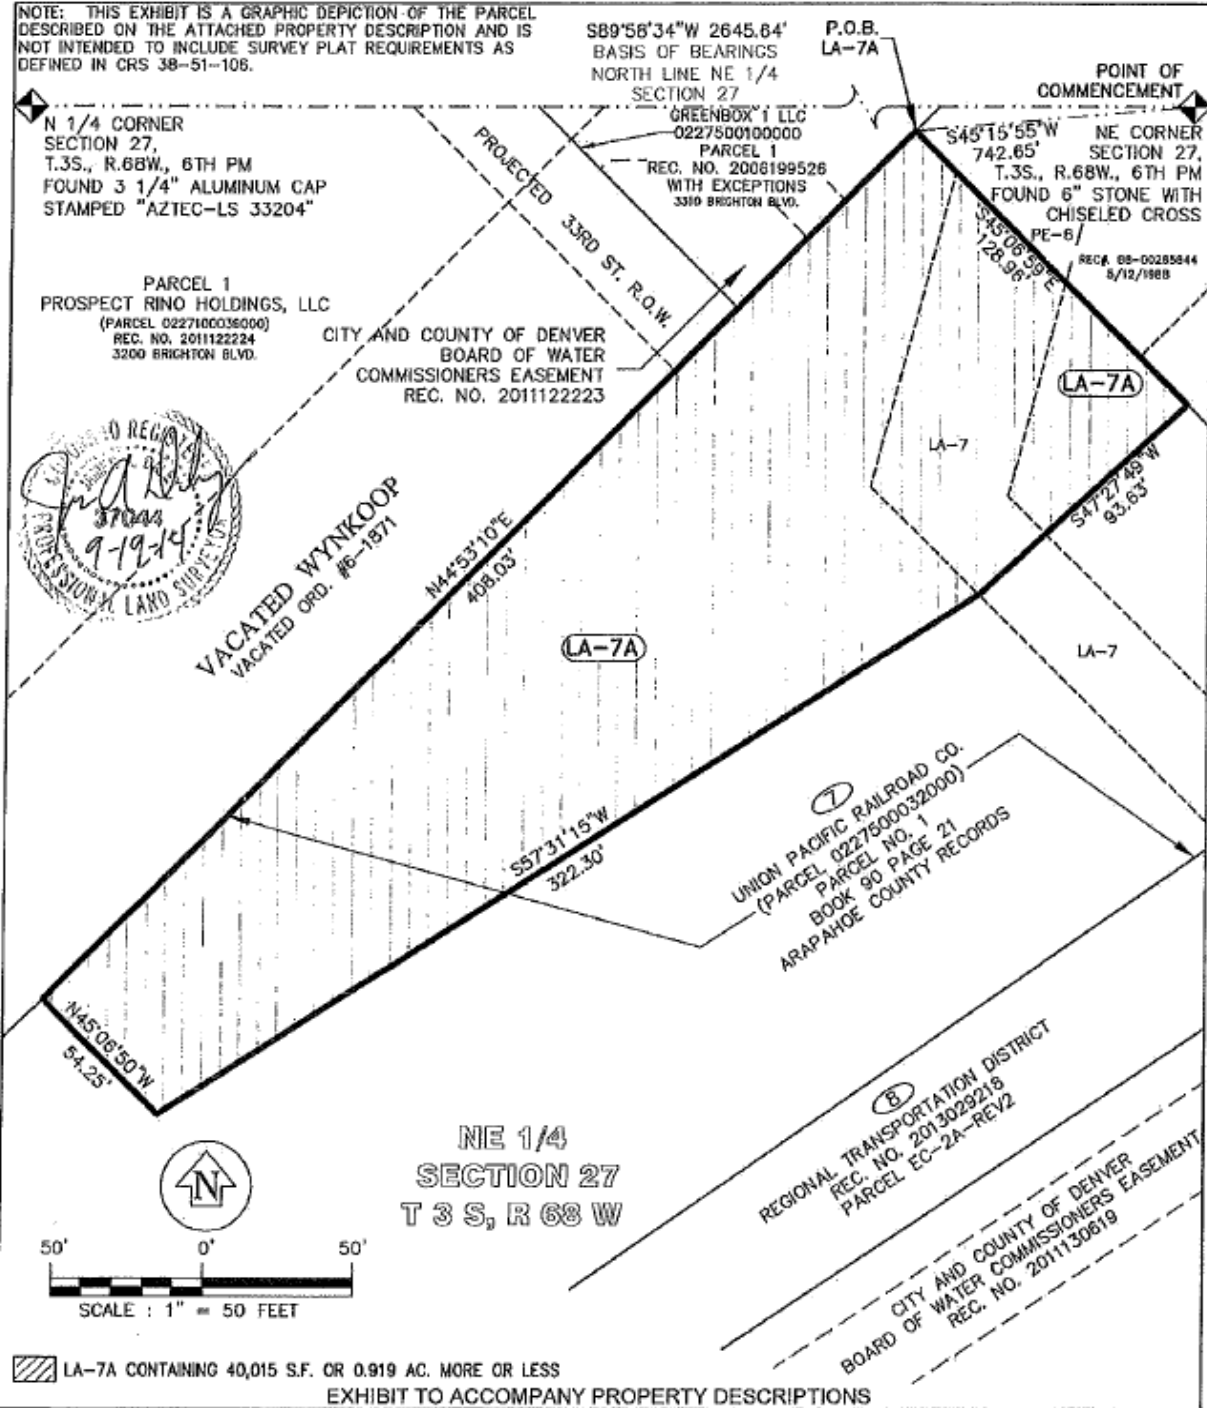 NOTE: THIS EXHIBIT IS A GRAPHIC DEPICTION OF THE PARCEL
DESCRIBED ON THE ATTACHED PROPERTY DESCRIPTION AND IS
NOT INTENDED TO INCLUDE SURVEY PLAT REQUIREMENTS AS
DEFINED IN CRS 38-51-106.
S89°58'34"W 2645.64'
BASIS OF BEARINGS
NORTH LINE NE 1/4
SECTION 27
P.O.B.
LA-7A
POINT OF
COMMENCEMENT
N 1/4 CORNER
SECTION 27,
T.3S., R.68W., 6TH PM
FOUND 3 1/4" ALUMINUM CAP
STAMPED "AZTEC-LS 33204"
GREENBOX 1 LLC
0227500100000
PARCEL 1
REC. NO. 2006199526
WITH EXCEPTIONS
3310 BRIGHTON BLVD.
S45°15'55"W
742.65'
NE CORNER
SECTION 27,
T.3S., R.68W., 6TH PM
FOUND 6" STONE WITH
CHISELED CROSS
PROJECTED 33RD ST. R.O.W.
S45°06'59"E
128.96'
PE-6
REC# 88-00285844
5/12/1988
PARCEL 1
PROSPECT RINO HOLDINGS, LLC
(PARCEL 0227100036000)
REC. NO. 2011122224
3200 BRIGHTON BLVD.
CITY AND COUNTY OF DENVER
BOARD OF WATER
COMMISSIONERS EASEMENT
REC. NO. 2011122223
LA-7A
LA-7
S47°27'49"W
93.63'
37044
9-19-14
PROFESSIONAL LAND SURVEYOR
VACATED WYNKOOP
VACATED ORD. #6-1871
N44°53'10"E
408.03'
LA-7A
LA-7
S57°31'15"W
322.30'
7
UNION PACIFIC RAILROAD CO.
(PARCEL 0227500032000)
PARCEL NO. 1
BOOK 90 PAGE 21
ARAPAHOE COUNTY RECORDS
N45°06'50"W
54.25'
8
REGIONAL TRANSPORTATION DISTRICT
REC. NO. 2013029218
PARCEL EC-2A-REV2
NE 1/4
SECTION 27
T 3 S, R 68 W
N
CITY AND COUNTY OF DENVER
BOARD OF WATER COMMISSIONERS EASEMENT
REC. NO. 2011130619
50' 0' 50'
SCALE : 1" = 50 FEET
LA-7A CONTAINING 40,015 S.F. OR 0.919 AC. MORE OR LESS
EXHIBIT TO ACCOMPANY PROPERTY DESCRIPTIONS